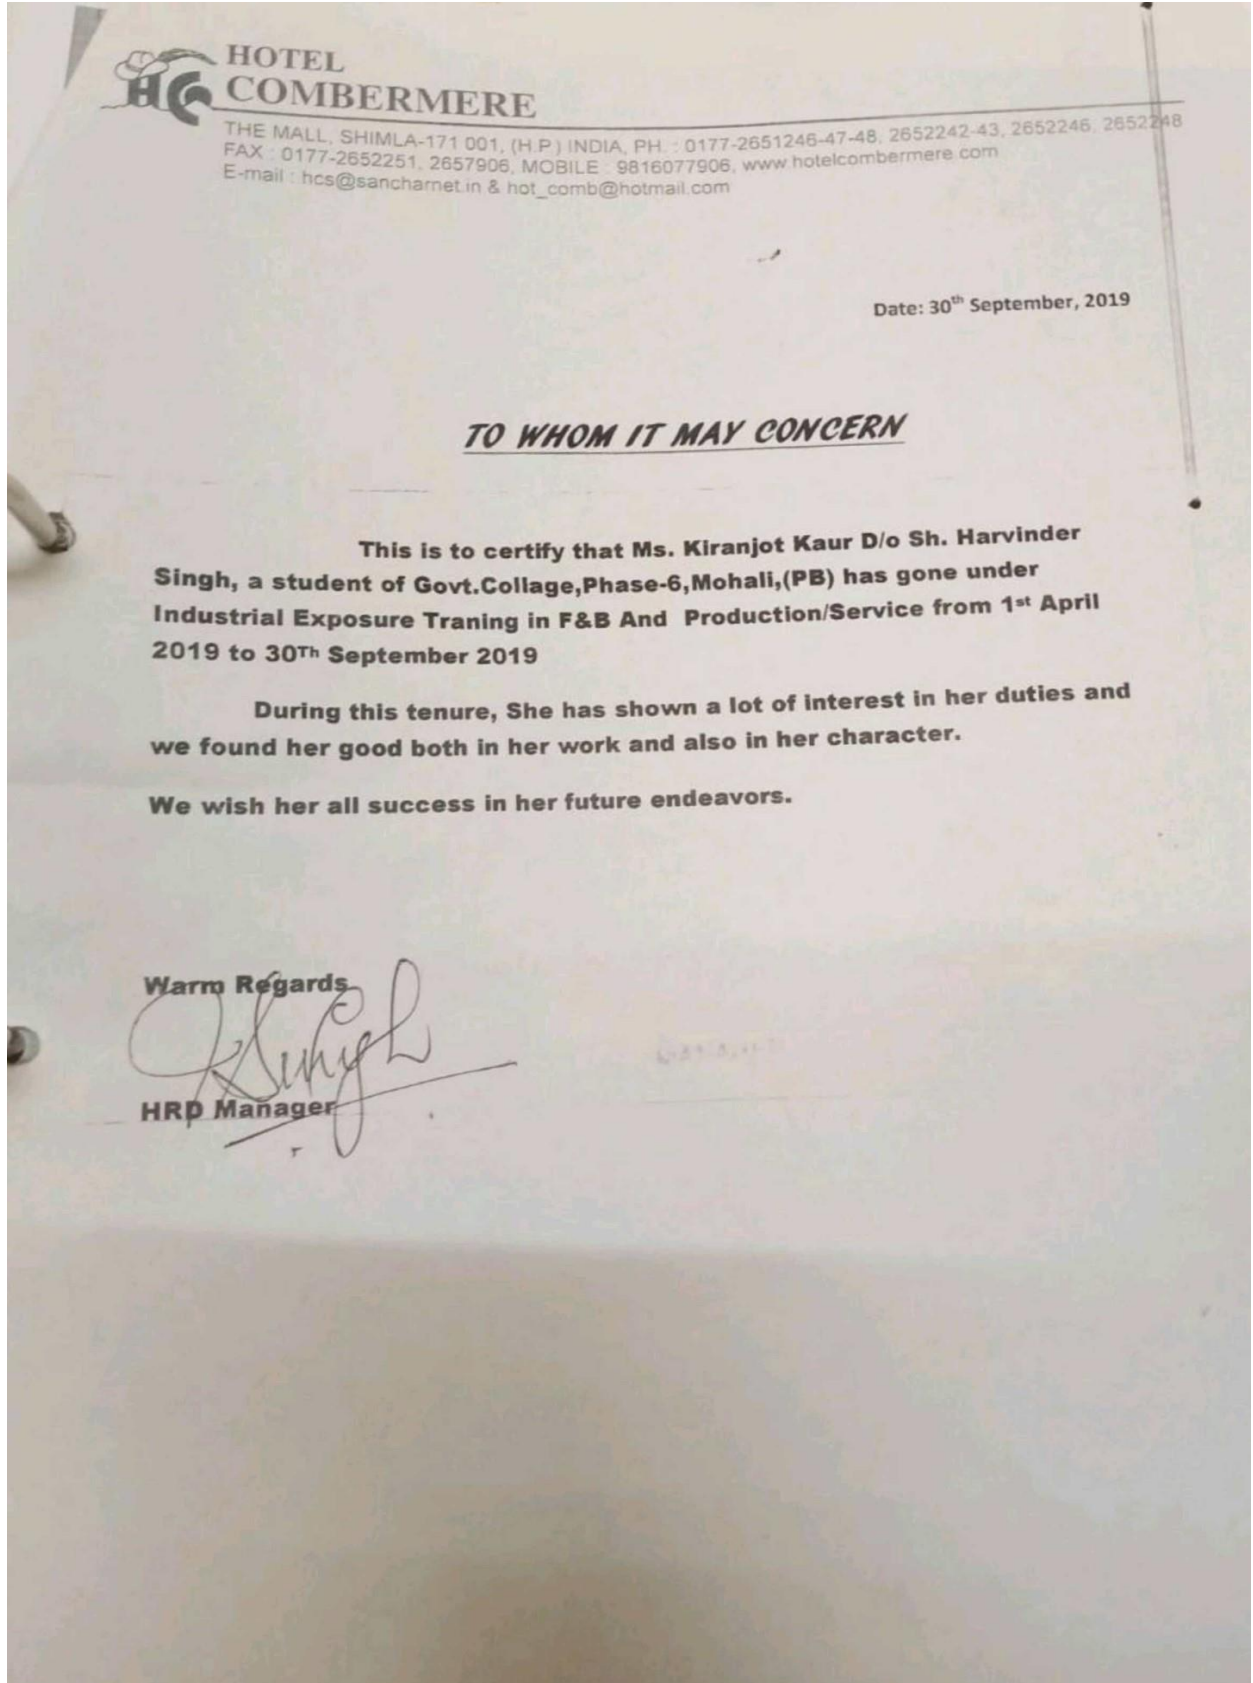 HOTEL
COMBERMERE
THE MALL, SHIMLA-171 001, (H.P.) INDIA, PH. : 0177-2651246-47-48, 2652242-43, 2652246, 2652248
FAX : 0177-2652251, 2657906, MOBILE : 9816077906, www.hotelcombermere.com
E-mail : hcs@sancharnet.in & hot_comb@hotmail.com
Date: 30th September, 2019
TO WHOM IT MAY CONCERN
This is to certify that Ms. Kiranjot Kaur D/o Sh. Harvinder
Singh, a student of Govt.Collage,Phase-6,Mohali,(PB) has gone under
Industrial Exposure Traning in F&B And Production/Service from 1st April
2019 to 30Th September 2019
During this tenure, She has shown a lot of interest in her duties and
we found her good both in her work and also in her character.
We wish her all success in her future endeavors.
Warm Regards
HRD Manager